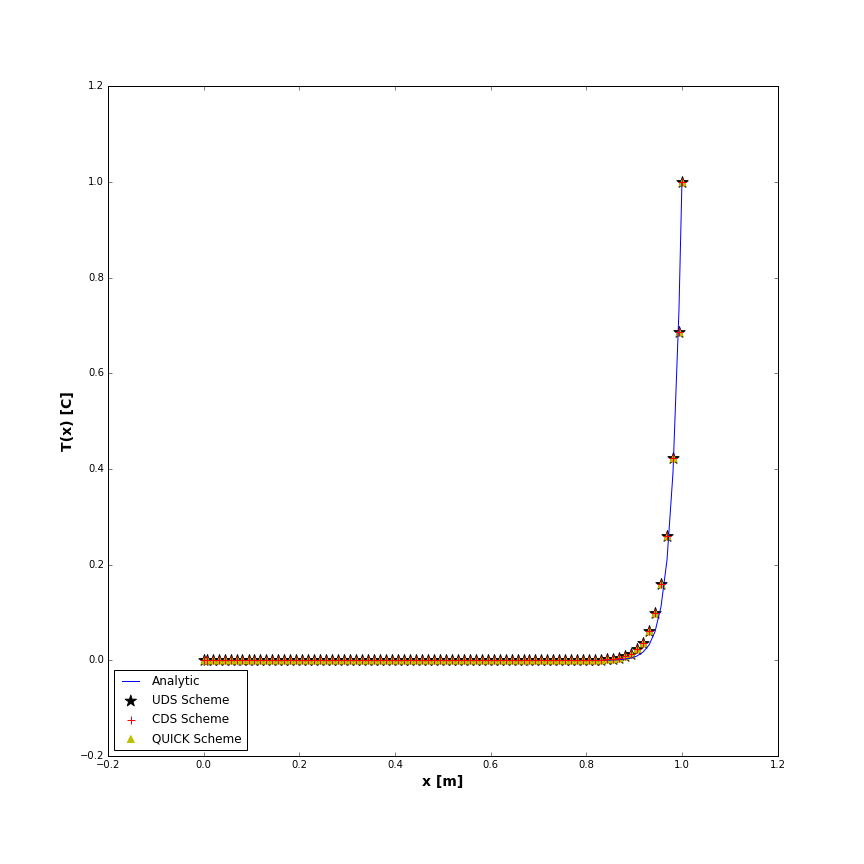 1.2
1.0
0.8
0.6
0.4
0.2
0.0
−0.2
T(x) [C]
Analytic
UDS Scheme
CDS Scheme
QUICK Scheme
−0.2 0.0 0.2 0.4 0.6 0.8 1.0 1.2
x [m]